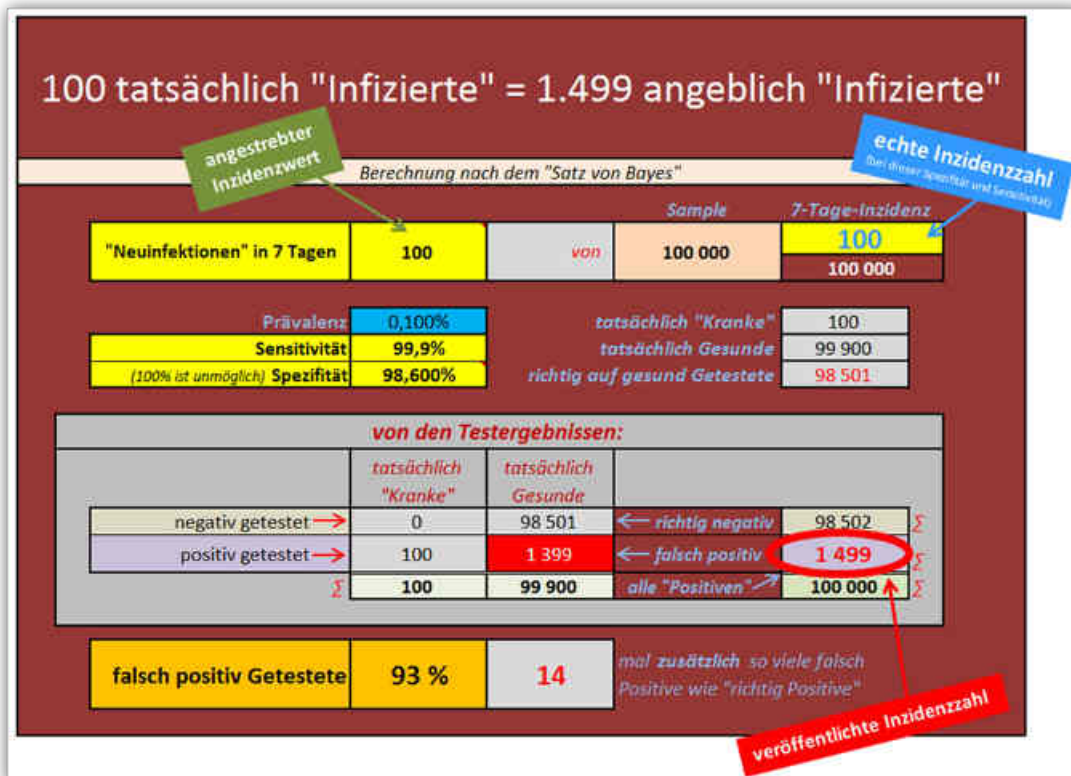 100 tatsächlich "Infizierte" = 1.499 angeblich "Infizierte"
angestrebter
Inzidenzwert
echte Inzidenzzahl
(bei dieser Spezifität und Sensitivität)
Berechnung nach dem "Satz von Bayes"
Sample 7-Tage-Inzidenz
"Neuinfektionen" in 7 Tagen 100 von 100 000 100
100 000
Prävalenz 0,100% tatsächlich "Kranke" 100
Sensitivität 99,9% tatsächlich Gesunde 99 900
(100% ist unmöglich) Spezifität 98,600% richtig auf gesund Getestete 98 501
von den Testergebnissen:
tatsächlich tatsächlich
"Kranke" Gesunde
negativ getestet 0 98 501 richtig negativ 98 502 Σ
positiv getestet 100 1 399 falsch positiv 1 499 Σ
Σ 100 99 900 alle "Positiven" 100 000 Σ
falsch positiv Getestete 93 % 14 mal zusätzlich so viele falsch
Positive wie "richtig Positive"
veröffentlichte Inzidenzzahl